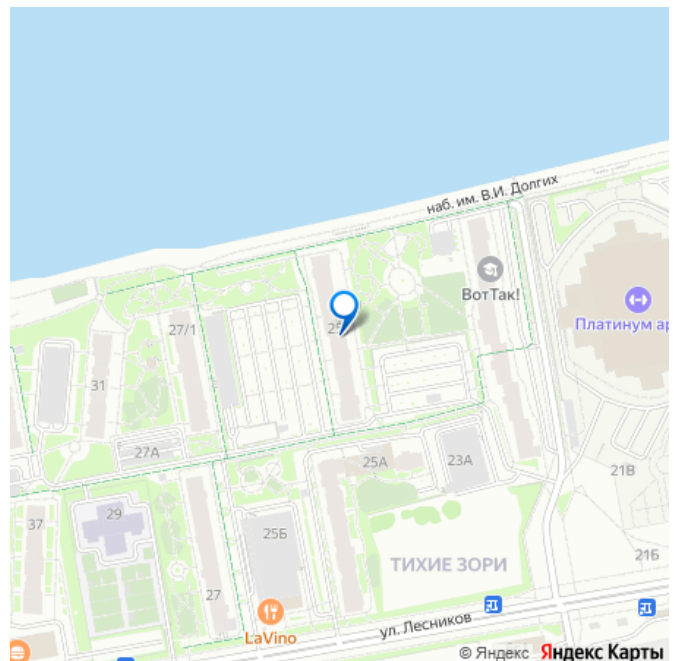 наб. им. В.И. Долгих
ВотТак!
Платинум ар
27/1
25
31
27А
25А
23А
21В
37
29
25Б
ТИХИЕ ЗОРИ
21Б
27
ул. Лесников
LaVino
© Яндекс Яндекс Карты